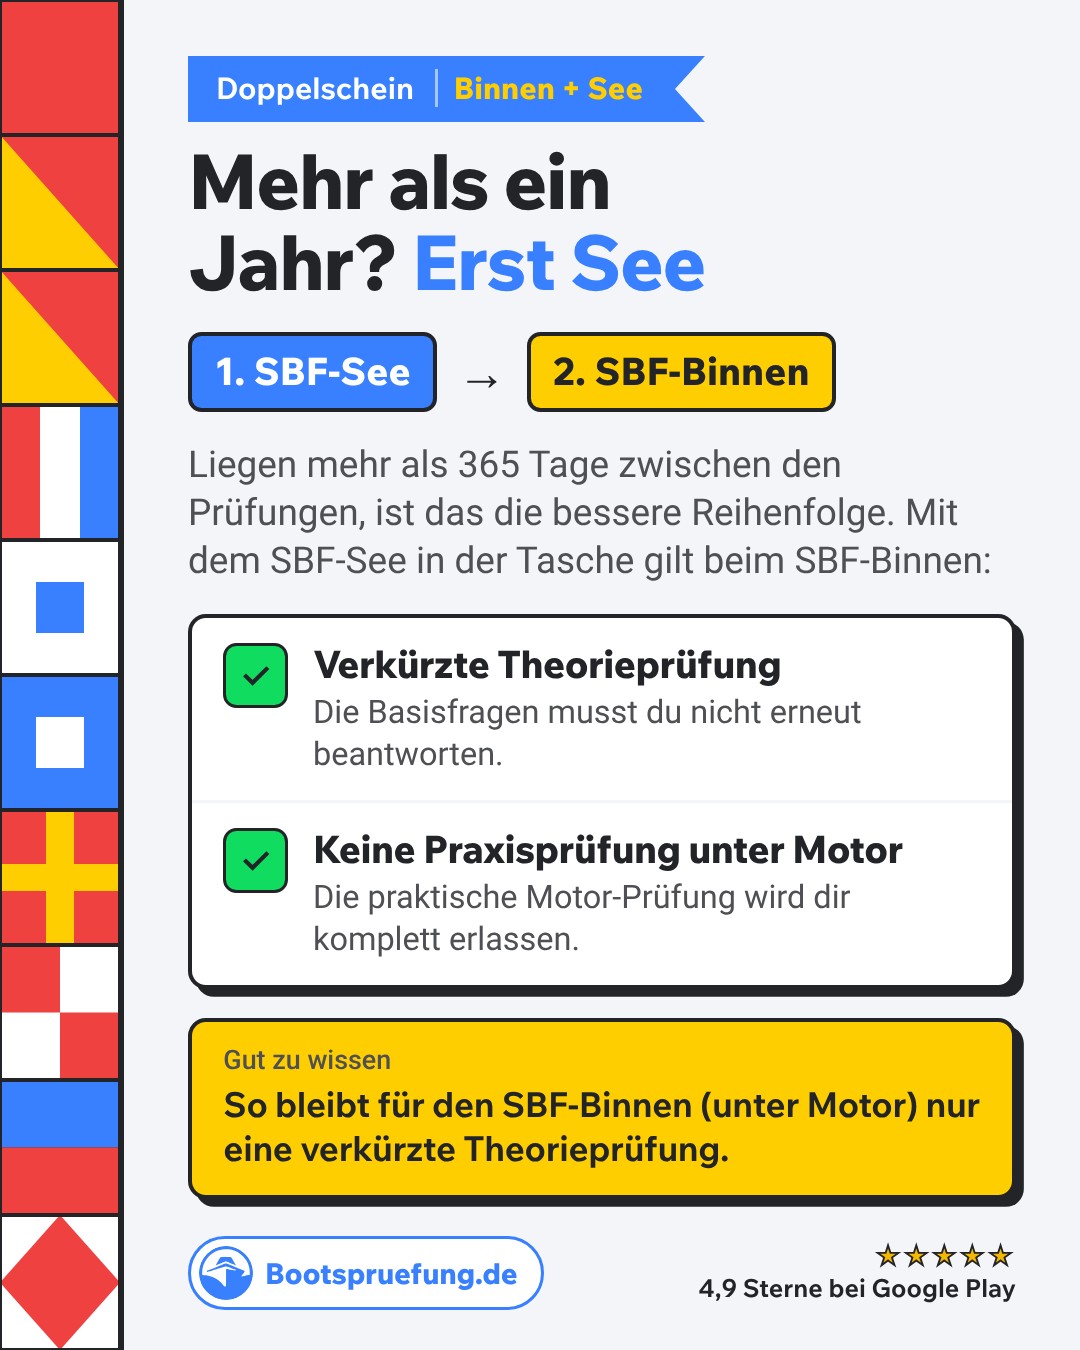 Doppelschein | Binnen + See
Mehr als ein
Jahr? Erst See
1. SBF-See → 2. SBF-Binnen
Liegen mehr als 365 Tage zwischen den
Prüfungen, ist das die bessere Reihenfolge. Mit
dem SBF-See in der Tasche gilt beim SBF-Binnen:
Verkürzte Theorieprüfung
Die Basisfragen musst du nicht erneut
beantworten.
Keine Praxisprüfung unter Motor
Die praktische Motor-Prüfung wird dir
komplett erlassen.
Gut zu wissen
So bleibt für den SBF-Binnen (unter Motor) nur
eine verkürzte Theorieprüfung.
Bootspruefung.de
★★★★★
4,9 Sterne bei Google Play